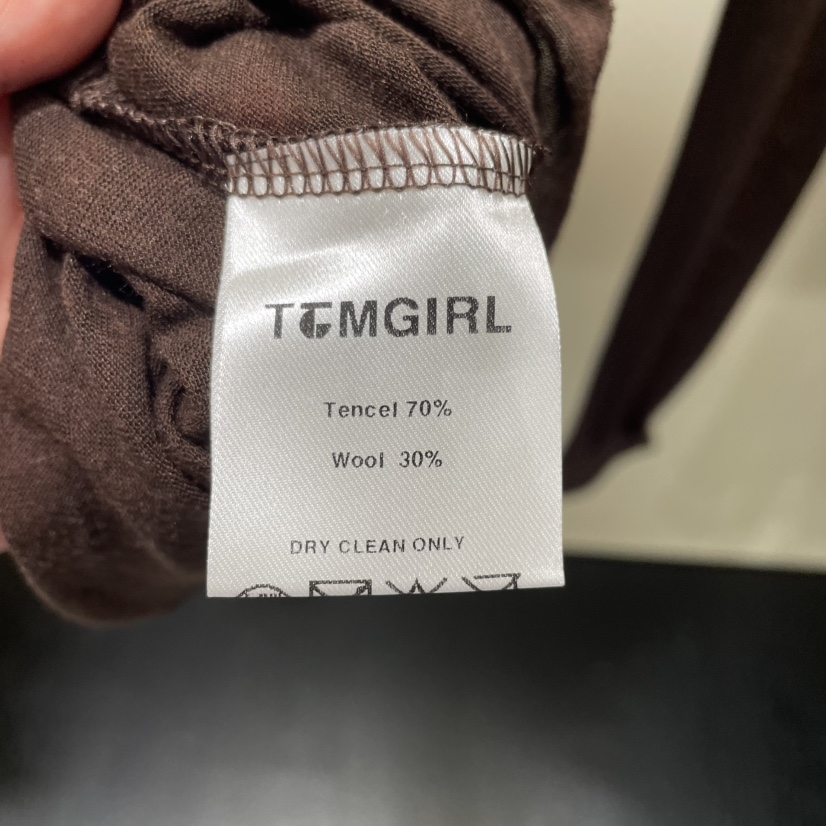 TGMGIRL
Tencel 70%
Wool 30%
DRY CLEAN ONLY